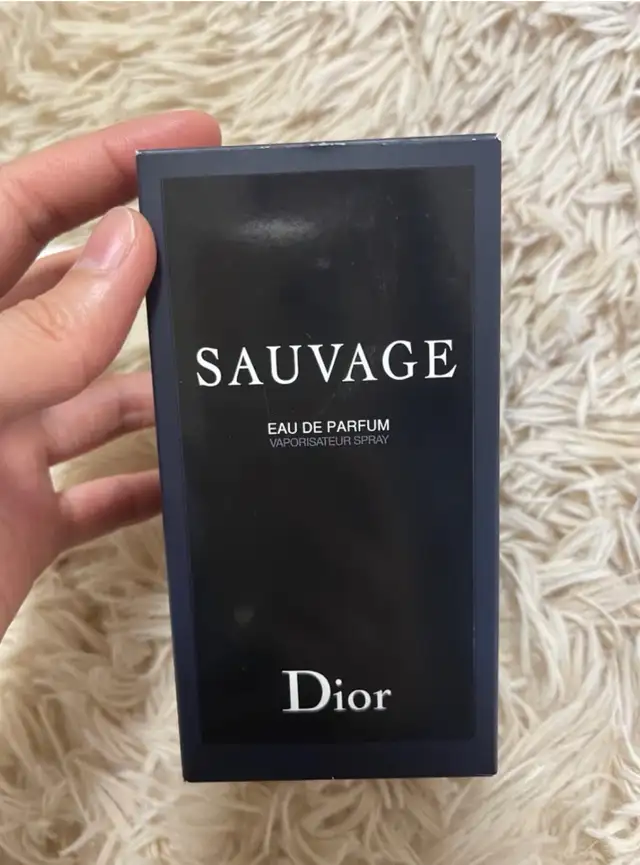 SAUVAGE
EAU DE PARFUM
VAPORISATEUR SPRAY
Dior